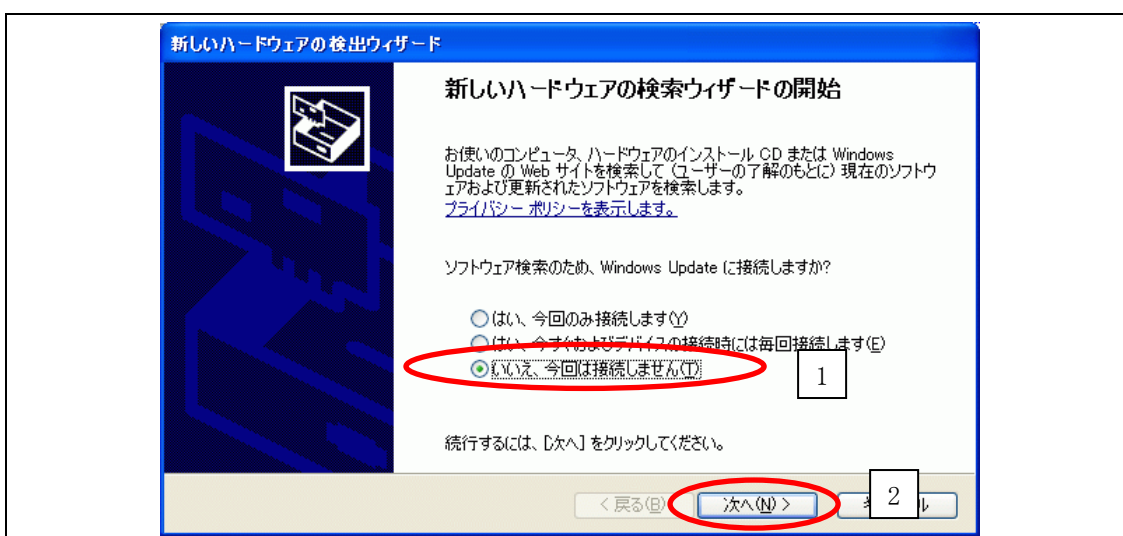 新しいハードウェアの検出ウィザード
新しいハードウェアの検索ウィザードの開始
お使いのコンピュータ、ハードウェアのインストール CD または Windows
Update の Web サイトを検索して (ユーザーの了解のもとに) 現在のソフトウ
ェアおよび更新されたソフトウェアを検索します。
プライバシー ポリシーを表示します。
ソフトウェア検索のため、Windows Update に接続しますか?
はい、今回のみ接続します(Y)
はい、今すぐおよびデバイスの接続時には毎回接続します(E)
いいえ、今回は接続しません(T)
1
続行するには、[次へ] をクリックしてください。
< 戻る(B)
次へ(N) >
2
ル